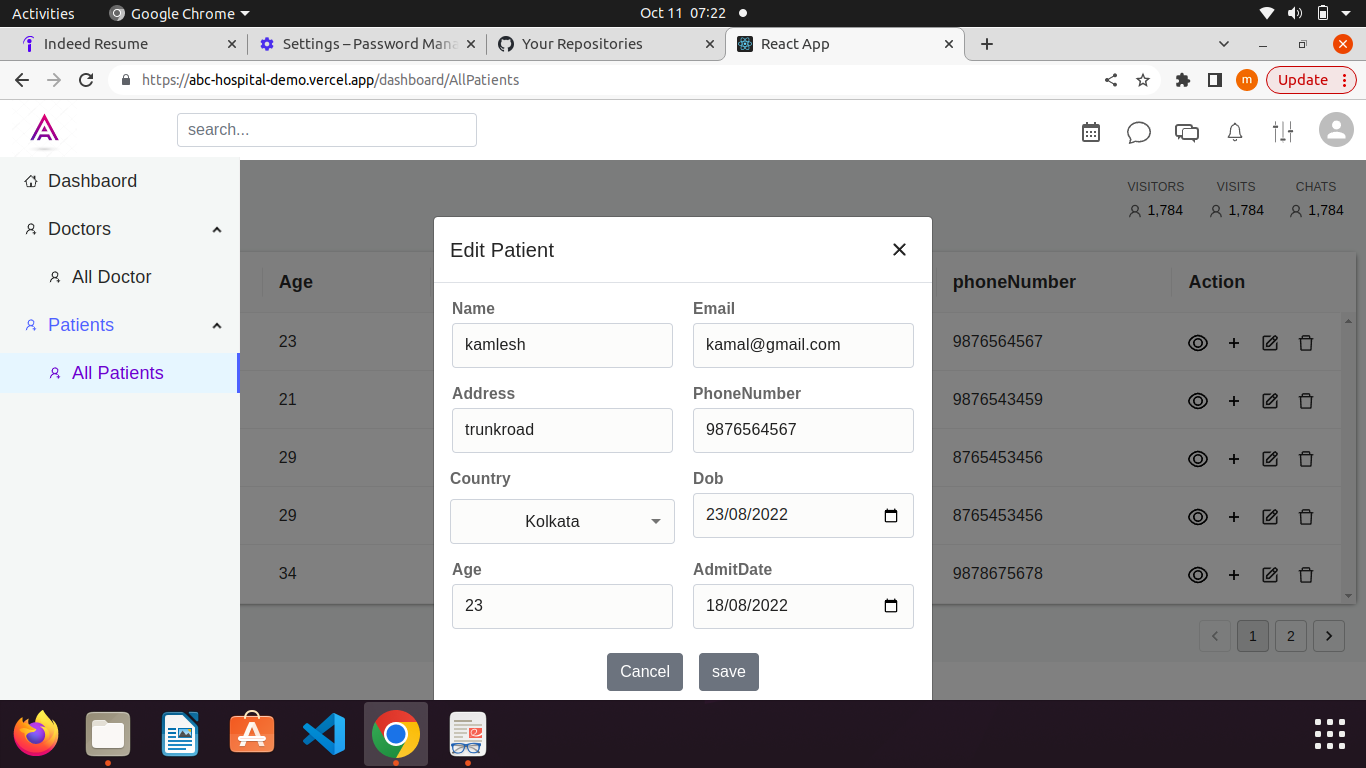 Activities Google Chrome Oct 11 07:22
Indeed Resume Settings – Password Mana Your Repositories React App
https://abc-hospital-demo.vercel.app/dashboard/AllPatients m Update
search...
Dashbaord
Doctors
All Doctor
Patients
All Patients
VISITORS VISITS CHATS
1,784 1,784 1,784
Edit Patient
Name Email
kamlesh kamal@gmail.com
Address PhoneNumber
trunkroad 9876564567
Country Dob
Kolkata 23/08/2022
Age AdmitDate
23 18/08/2022
Cancel save
Age phoneNumber Action
23 9876564567
21 9876543459
29 8765453456
29 8765453456
34 9878675678
1 2